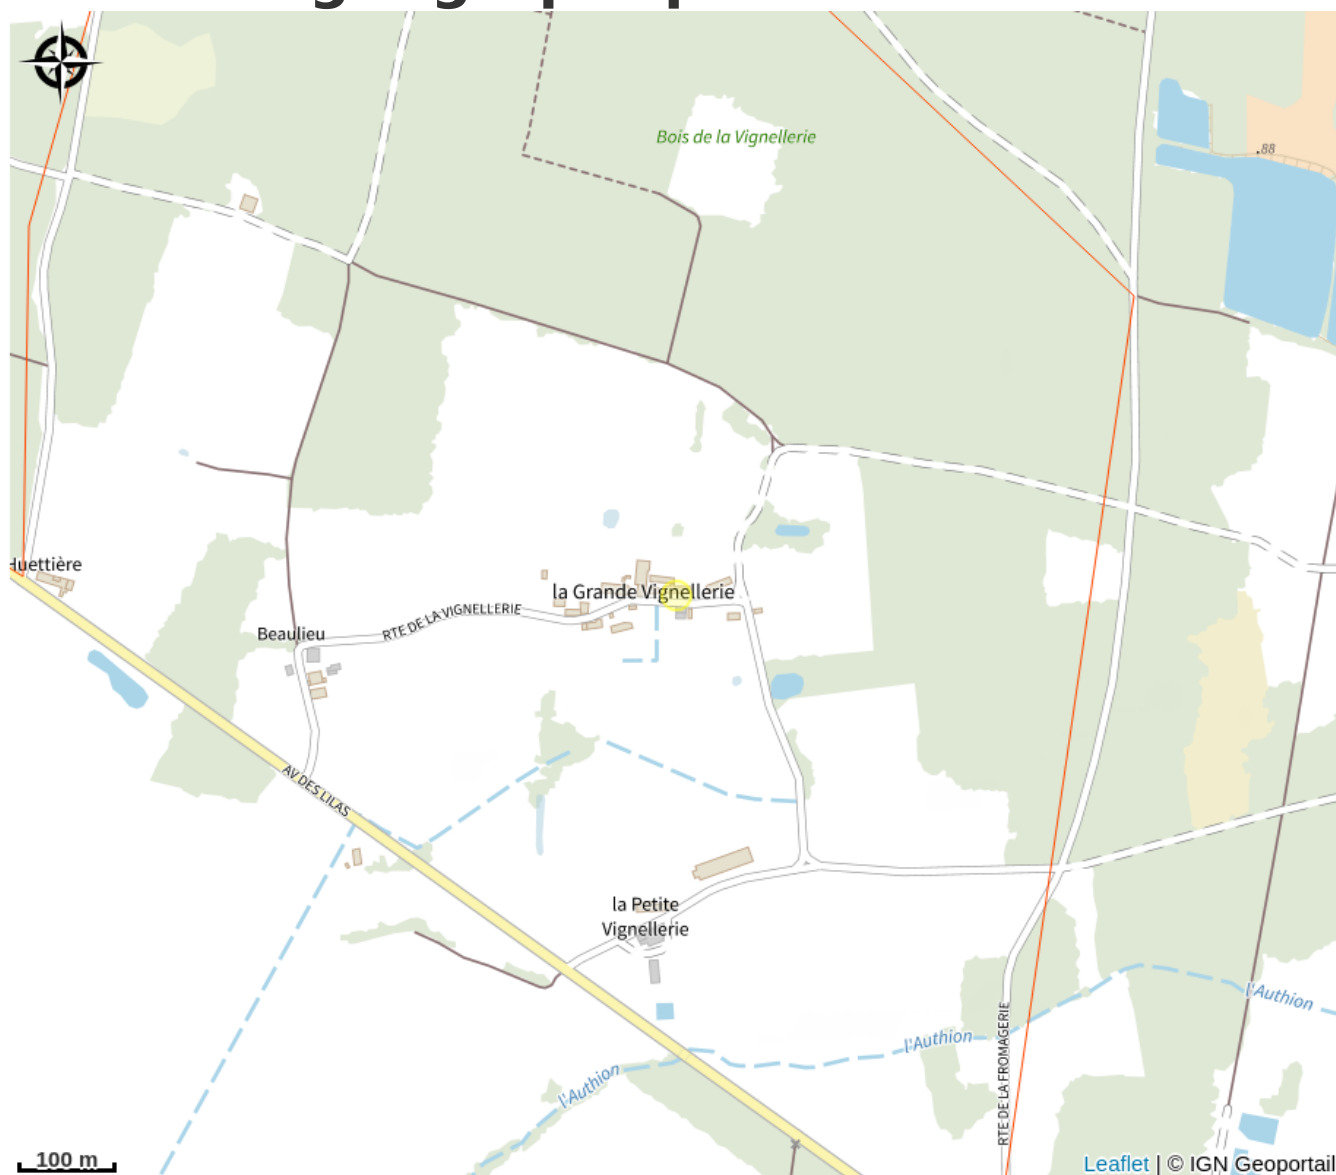 Bois de la Vignellerie
.88
Huettière
la Grande Vignellerie
RTE DE LA VIGNELLERIE
Beaulieu
AV DES LILAS
la Petite
Vignellerie
l'Authion
l'Authion
l'Authion
RTE DE LA FROMAGERIE
100 m
Leaflet | © IGN Geoportail